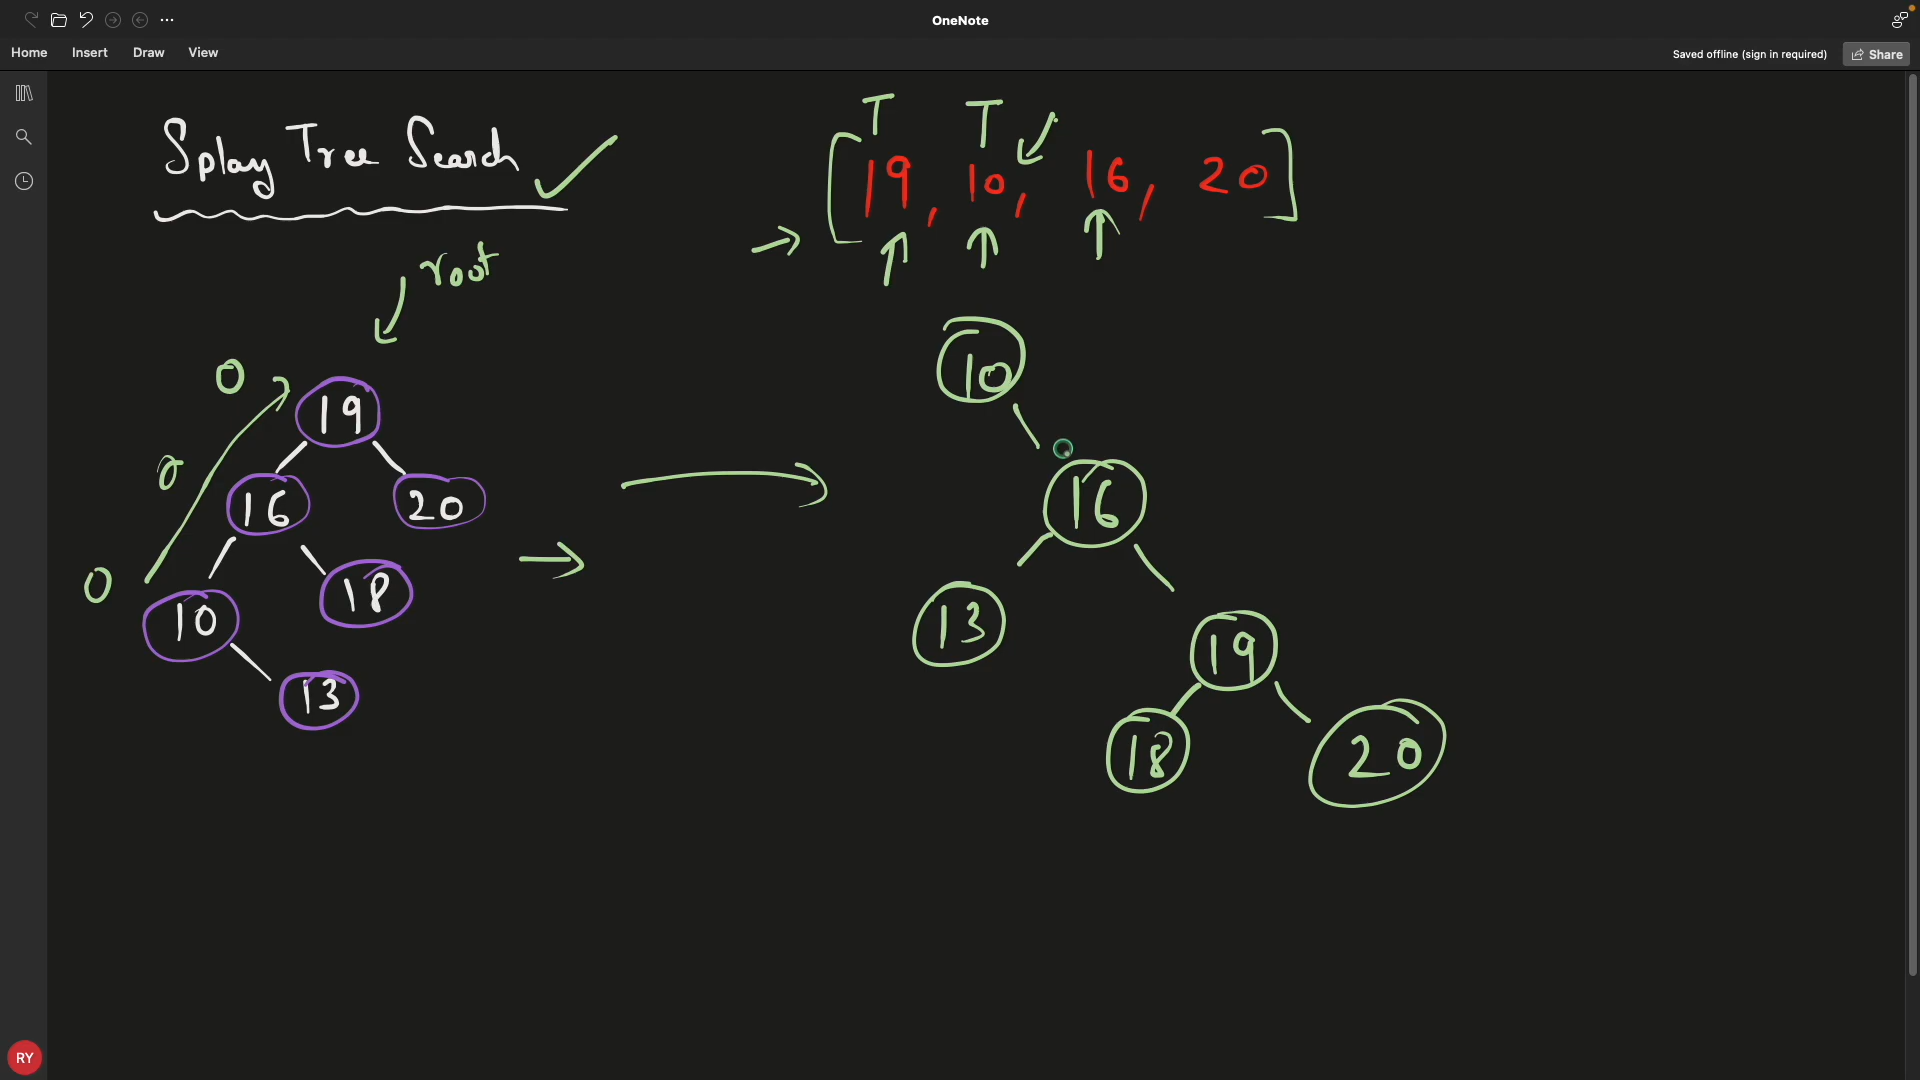 OneNote
Home Insert Draw View
Saved offline (sign in required) Share
T T
Splay Tree Search
[19, 10, 16, 20]
root
10
0
19
0
16 20
16
0
10 18
13
19
13
18 20
RY